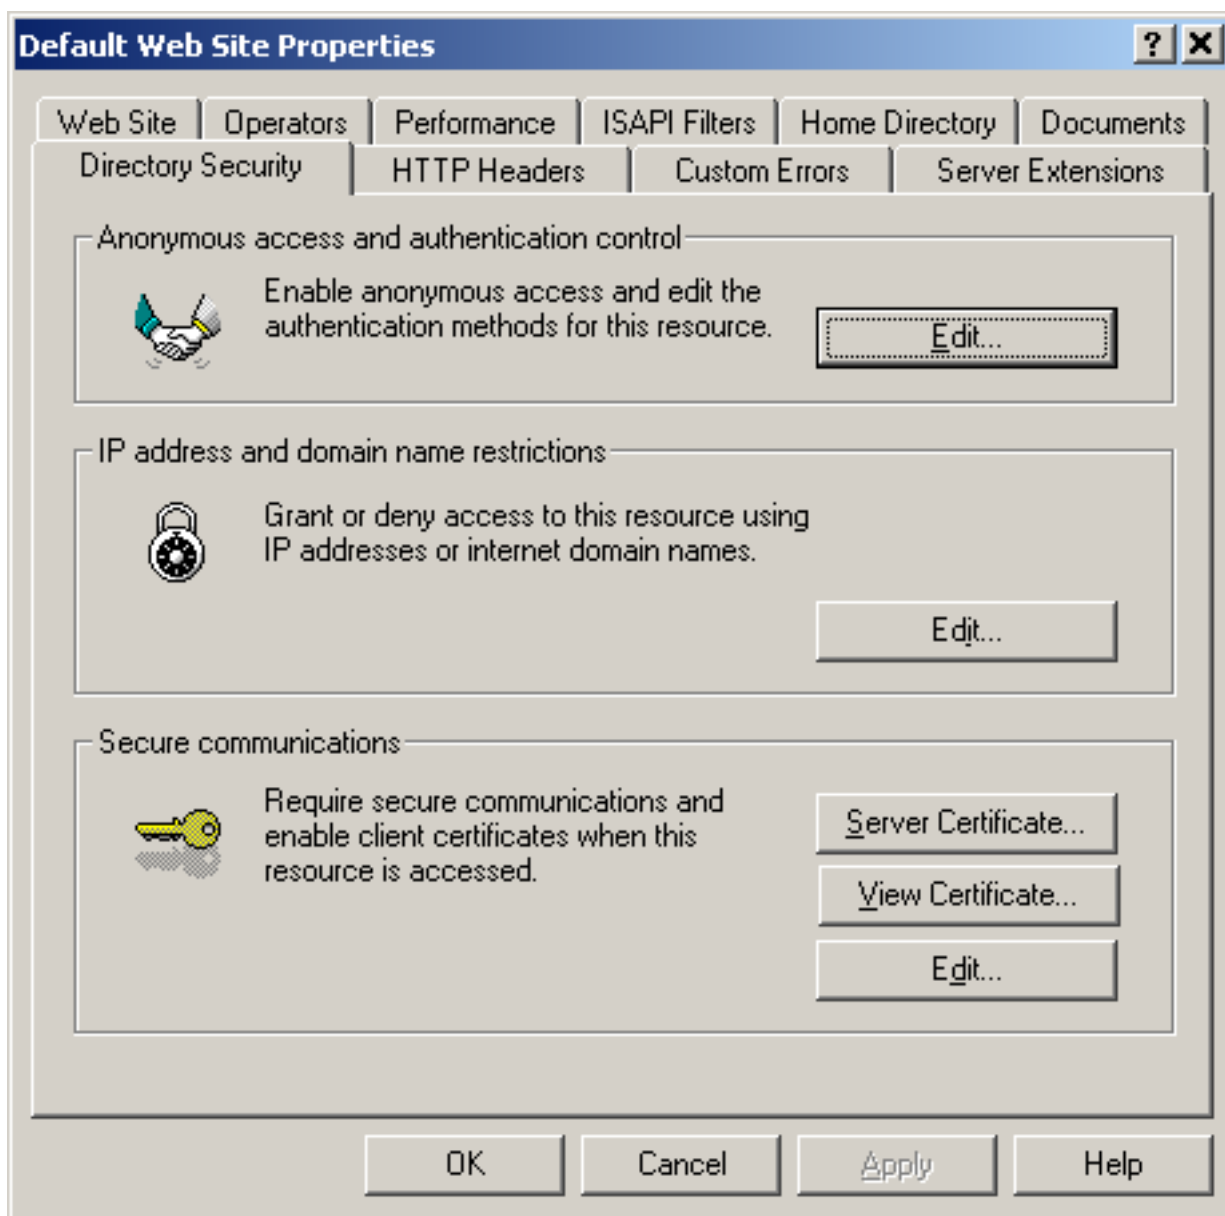 Default Web Site Properties
Web Site Operators Performance ISAPI Filters Home Directory Documents
Directory Security HTTP Headers Custom Errors Server Extensions
Anonymous access and authentication control
Enable anonymous access and edit the
authentication methods for this resource.
Edit...
IP address and domain name restrictions
Grant or deny access to this resource using
IP addresses or internet domain names.
Edit...
Secure communications
Require secure communications and
enable client certificates when this
resource is accessed.
Server Certificate...
View Certificate...
Edit...
OK Cancel Apply Help